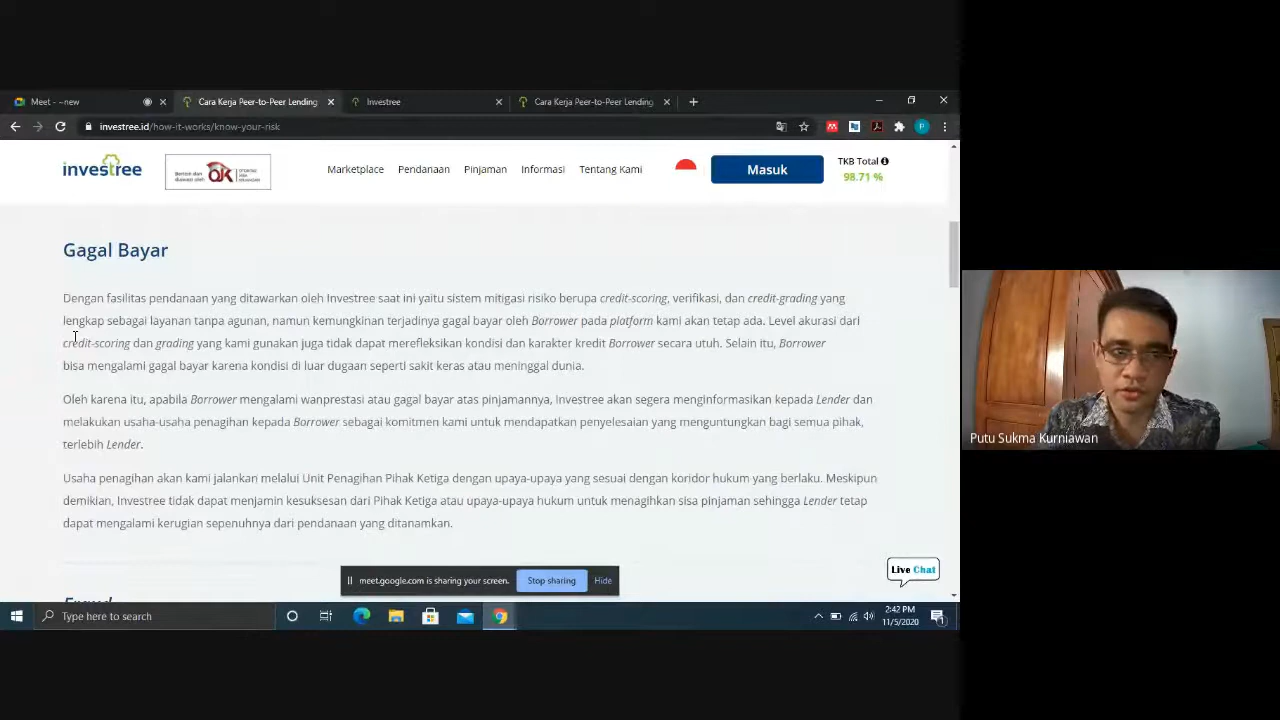 Meet - ~new
Cara Kerja Peer-to-Peer Lending
Investree
Cara Kerja Peer-to-Peer Lending
investree.id/how-it-works/know-your-risk
investree
OJK
Marketplace
Pendanaan
Pinjaman
Informasi
Tentang Kami
Masuk
TKB Total
98.71 %
Gagal Bayar
Dengan fasilitas pendanaan yang ditawarkan oleh Investree saat ini yaitu sistem mitigasi risiko berupa credit-scoring, verifikasi, dan credit-grading yang
lengkap sebagai layanan tanpa agunan, namun kemungkinan terjadinya gagal bayar oleh Borrower pada platform kami akan tetap ada. Level akurasi dari
credit-scoring dan grading yang kami gunakan juga tidak dapat merefleksikan kondisi dan karakter kredit Borrower secara utuh. Selain itu, Borrower
bisa mengalami gagal bayar karena kondisi di luar dugaan seperti sakit keras atau meninggal dunia.
Oleh karena itu, apabila Borrower mengalami wanprestasi atau gagal bayar atas pinjamannya, Investree akan segera menginformasikan kepada Lender dan
melakukan usaha-usaha penagihan kepada Borrower sebagai komitmen kami untuk mendapatkan penyelesaian yang menguntungkan bagi semua pihak,
terlebih Lender.
Usaha penagihan akan kami jalankan melalui Unit Penagihan Pihak Ketiga dengan upaya-upaya yang sesuai dengan koridor hukum yang berlaku. Meskipun
demikian, Investree tidak dapat menjamin kesuksesan dari Pihak Ketiga atau upaya-upaya hukum untuk menagihkan sisa pinjaman sehingga Lender tetap
dapat mengalami kerugian sepenuhnya dari pendanaan yang ditanamkan.
Fraud
meet.google.com is sharing your screen.
Stop sharing
Hide
Live Chat
Type here to search
2:42 PM
11/5/2020
Putu Sukma Kurniawan